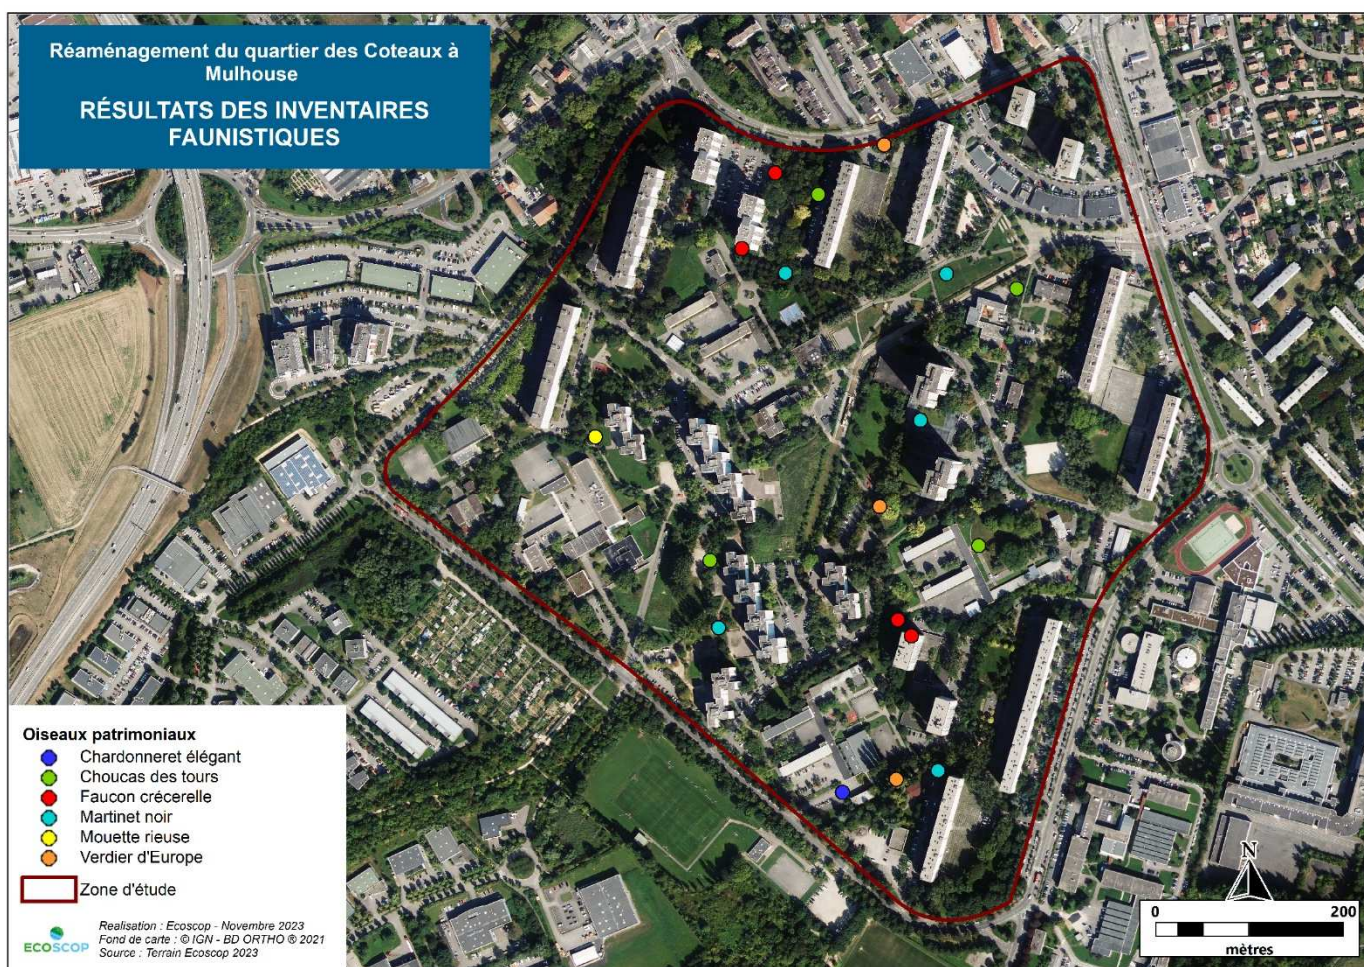 Réaménagement du quartier des Coteaux à
Mulhouse
RÉSULTATS DES INVENTAIRES
FAUNISTIQUES
Oiseaux patrimoniaux
Chardonneret élégant
Choucas des tours
Faucon crécerelle
Martinet noir
Mouette rieuse
Verdier d'Europe
Zone d'étude
ECOSCOP
Realisation : Ecoscop - Novembre 2023
Fond de carte : © IGN - BD ORTHO ® 2021
Source : Terrain Ecoscop 2023
N
0 200
mètres